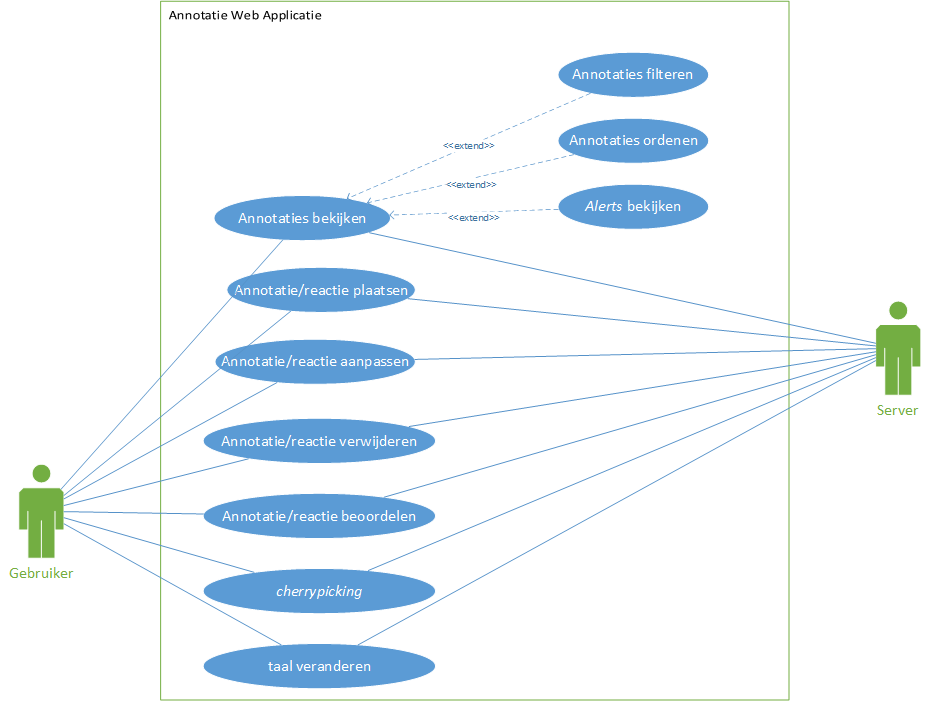 Annotatie Web Applicatie
Annotaties filteren
<<extend>>
Annotaties ordenen
<<extend>>
Alerts bekijken
<<extend>>
Annotaties bekijken
Annotatie/reactie plaatsen
Annotatie/reactie aanpassen
Server
Annotatie/reactie verwijderen
Annotatie/reactie beoordelen
Gebruiker
cherrypicking
taal veranderen